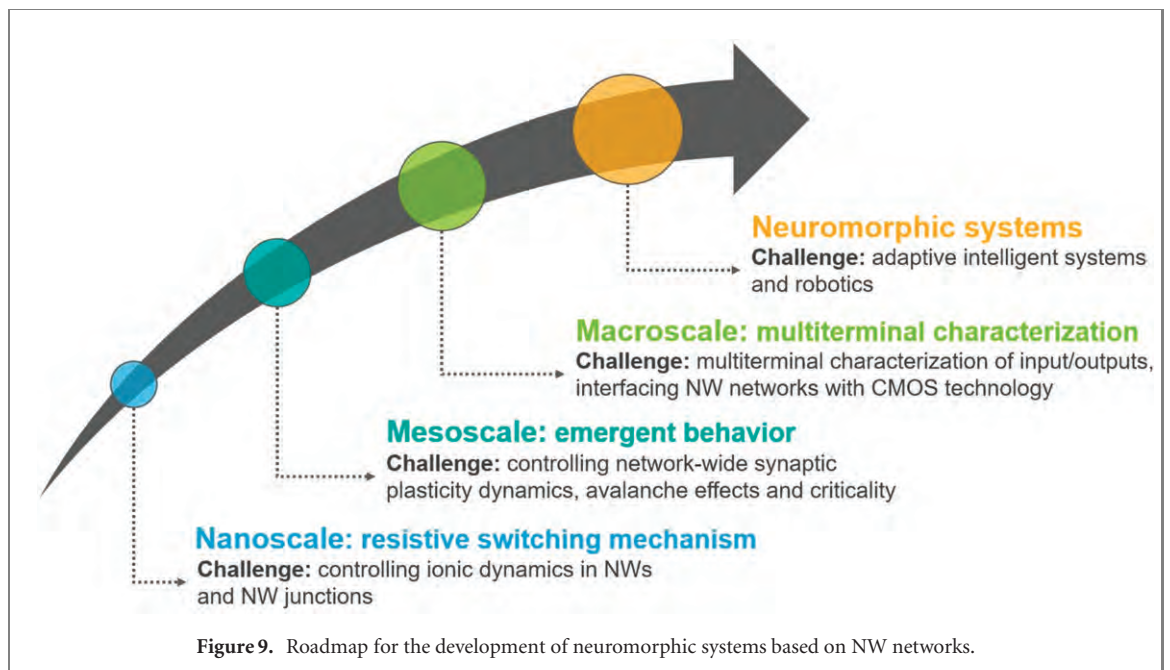 Neuromorphic systems
Challenge: adaptive intelligent systems
and robotics
Macroscale: multiterminal characterization
Challenge: multiterminal characterization of input/outputs,
interfacing NW networks with CMOS technology
Mesoscale: emergent behavior
Challenge: controlling network-wide synaptic
plasticity dynamics, avalanche effects and criticality
Nanoscale: resistive switching mechanism
Challenge: controlling ionic dynamics in NWs
and NW junctions
Figure 9. Roadmap for the development of neuromorphic systems based on NW networks.